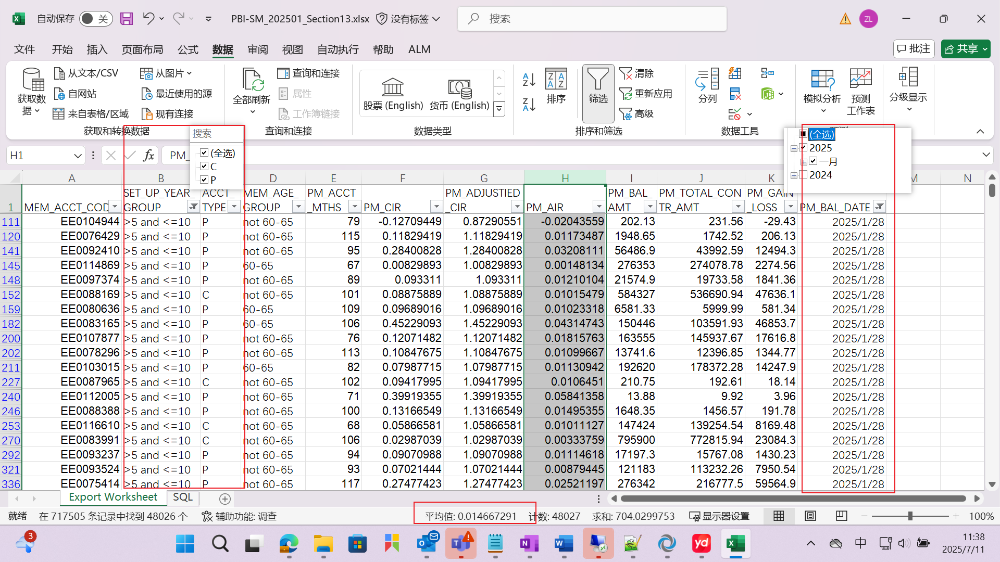 自动保存 关 PBI-SM_202501_Section13.xlsx 没有标签 搜索 ZL
文件 开始 插入 页面布局 公式 数据 审阅 视图 自动执行 帮助 ALM 批注 共享
获取数据 从文本/CSV 自网站 来自表格/区域 从图片 最近使用的源 现有连接
全部刷新 查询和连接 属性 工作簿链接
股票 (English) 货币 (English)
排序 筛选 清除 重新应用 高级
分列 模拟分析 预测工作表 分级显示
获取和转换数据 查询和连接 数据类型 排序和筛选 数据工具
搜索
(全选)
C
P
(全选)
2025
一月
2024
H1 fx PM_
A B D E F G H I J K M N
1 MEM_ACCT_COD SET_UP_YEAR_GROUP ACCT_TYPE MEM_AGE_GROUP PM_ACCT_MTHS PM_CIR PM_ADJUSTIED_CIR PM_AIR PM_BAL_AMT PM_TOTAL_CONTR_AMT PM_GAIN_LOSS PM_BAL_DATE
111 EE0104944 >5 and <=10 P not 60-65 79 -0.12709449 0.87290551 -0.02043559 202.13 231.56 -29.43 2025/1/28
120 EE0076429 >5 and <=10 P not 60-65 115 0.11829419 1.11829419 0.01173487 1948.65 1742.52 206.13 2025/1/28
141 EE0092410 >5 and <=10 P not 60-65 95 0.28400828 1.28400828 0.03208111 56486.9 43992.59 12494.3 2025/1/28
145 EE0114869 >5 and <=10 P 60-65 67 0.00829893 1.00829893 0.00148134 276353 274078.78 2274.56 2025/1/28
148 EE0097374 >5 and <=10 P not 60-65 89 0.093311 1.093311 0.01210104 21574.9 19733.58 1841.36 2025/1/28
152 EE0088169 >5 and <=10 C not 60-65 101 0.08875889 1.08875889 0.01015479 584327 536690.94 47636.1 2025/1/28
159 EE0080636 >5 and <=10 P 60-65 109 0.09689016 1.09689016 0.01023318 6581.33 5999.99 581.34 2025/1/28
182 EE0083165 >5 and <=10 P 60-65 106 0.45229093 1.45229093 0.04314743 150446 103591.93 46853.7 2025/1/28
200 EE0107877 >5 and <=10 P not 60-65 76 0.12071482 1.12071482 0.01815763 163555 145937.67 17616.8 2025/1/28
202 EE0078296 >5 and <=10 P not 60-65 113 0.10847675 1.10847675 0.01099667 13741.6 12396.85 1344.77 2025/1/28
211 EE0103015 >5 and <=10 P 60-65 82 0.07987715 1.07987715 0.01130942 192620 178372.28 14247.9 2025/1/28
227 EE0087965 >5 and <=10 C not 60-65 102 0.09417995 1.09417995 0.0106451 210.75 192.61 18.14 2025/1/28
240 EE0112005 >5 and <=10 P not 60-65 71 0.39919355 1.39919355 0.05841358 13.88 9.92 3.96 2025/1/28
246 EE0088388 >5 and <=10 P not 60-65 100 0.13166549 1.13166549 0.01495355 1648.35 1456.57 191.78 2025/1/28
253 EE0116610 >5 and <=10 C not 60-65 68 0.05866581 1.05866581 0.01011127 147424 139254.54 8169.48 2025/1/28
270 EE0083991 >5 and <=10 C not 60-65 106 0.02987039 1.02987039 0.00333759 795900 772815.94 23084.3 2025/1/28
292 EE0093237 >5 and <=10 P not 60-65 94 0.09070988 1.09070988 0.01114618 17197.3 15767.08 1430.23 2025/1/28
321 EE0093524 >5 and <=10 P not 60-65 93 0.07021444 1.07021444 0.00879445 121183 113232.26 7950.54 2025/1/28
336 EE0075414 >5 and <=10 P not 60-65 117 0.27477423 1.27477423 0.02521197 276342 216777.5 59564.9 2025/1/28
Export Worksheet SQL
就绪 在 717505 条记录中找到 48026 个 辅助功能: 调查 平均值: 0.014667291 计数: 48027 求和: 704.0299753 显示器设置 100%
3 yd 中 11:38
2025/7/11